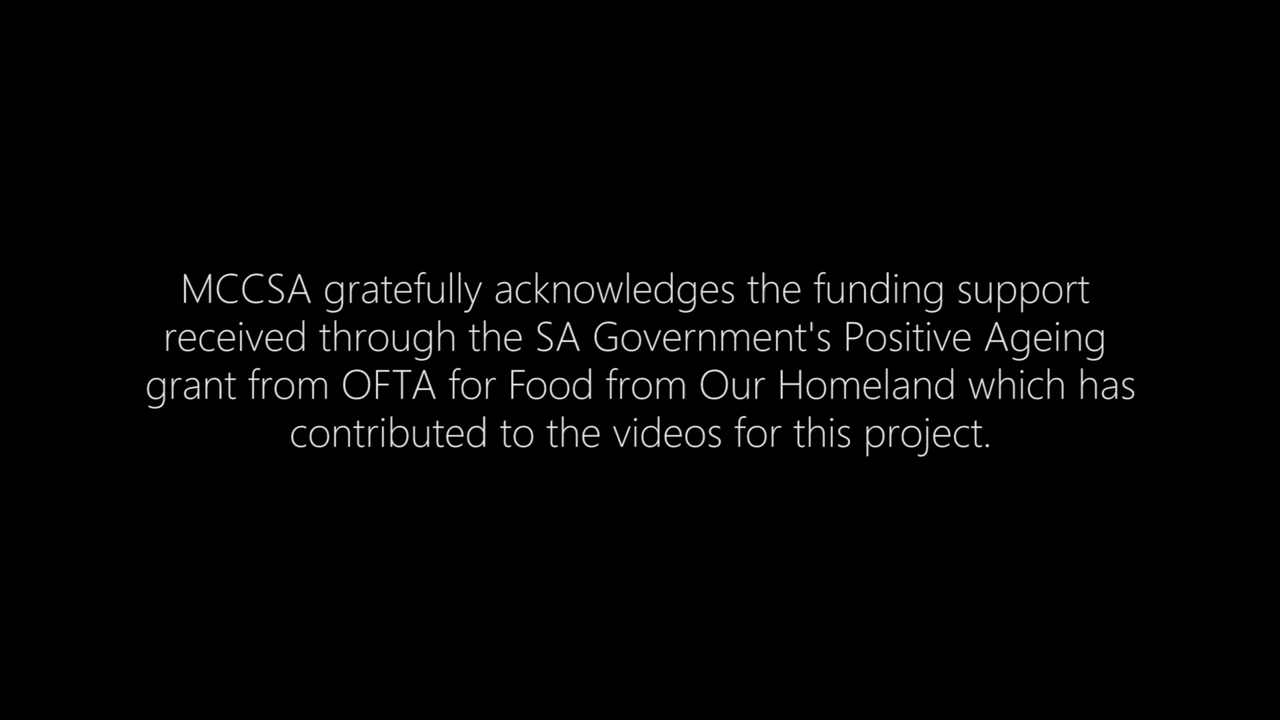 MCCSA gratefully acknowledges the funding support
received through the SA Government's Positive Ageing
grant from OFTA for Food from Our Homeland which has
contributed to the videos for this project.